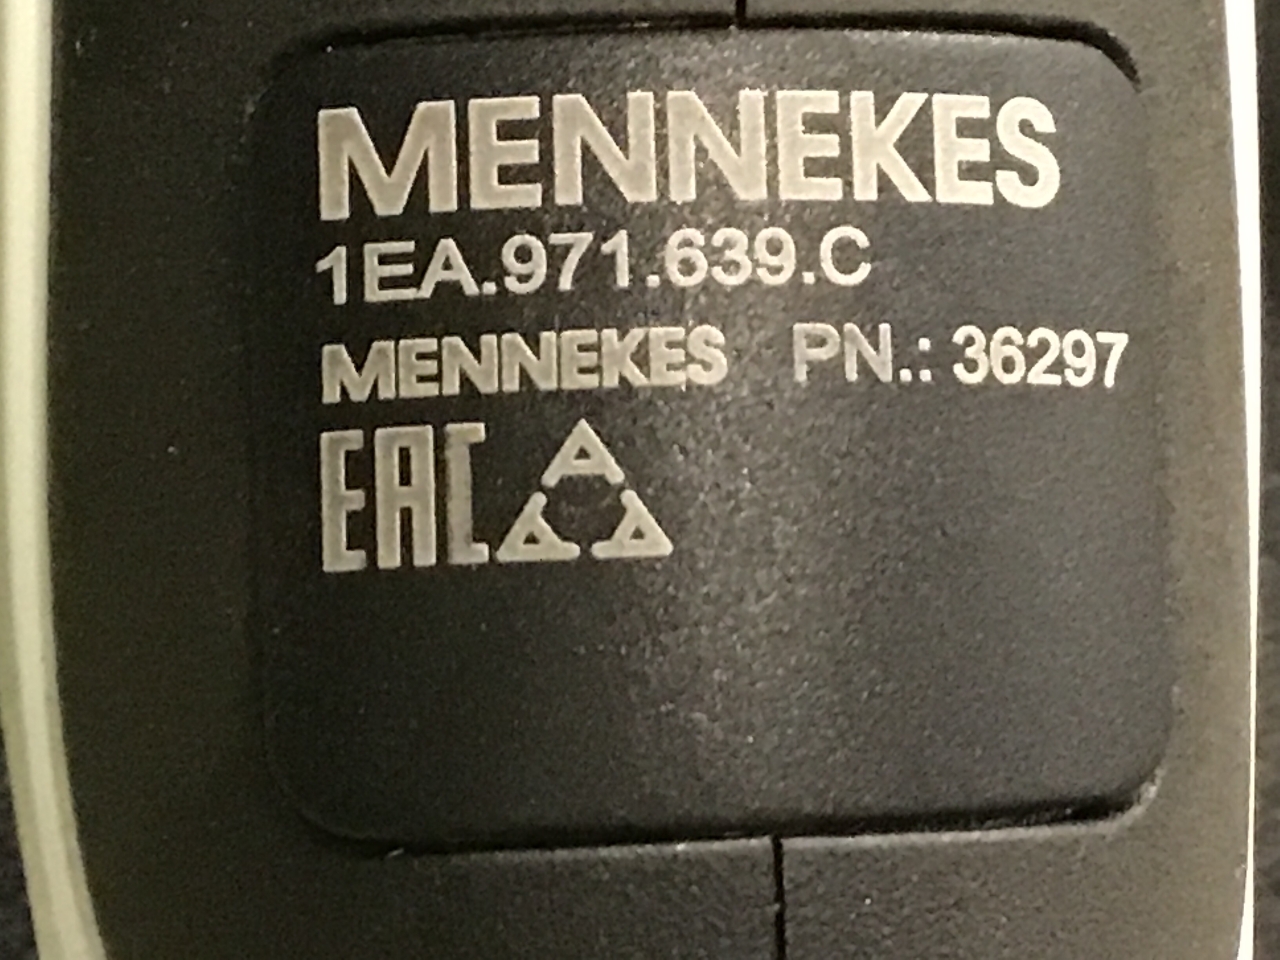 MENNEKES
1EA.971.639.C
MENNEKES PN.: 36297
EAC